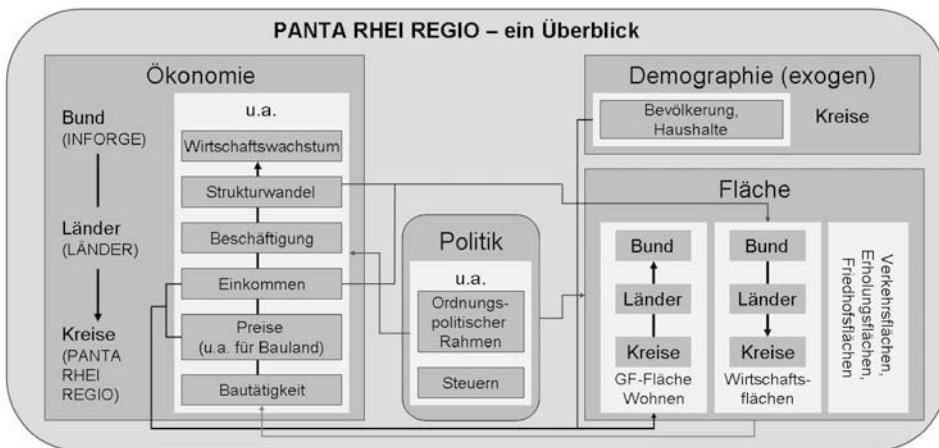 PANTA RHEI REGIO – ein Überblick
Ökonomie
Bund
(INFORGE)
Länder
(LÄNDER)
Kreise
(PANTA
RHEI
REGIO)
u.a.
Wirtschaftswachstum
Strukturwandel
Beschäftigung
Einkommen
Preise
(u.a. für Bauland)
Bautätigkeit
Politik
u.a.
Ordnungs-
politischer
Rahmen
Steuern
Demographie (exogen)
Bevölkerung,
Haushalte
Kreise
Fläche
Bund
Länder
Kreise
GF-Fläche
Wohnen
Bund
Länder
Kreise
Wirtschafts-
flächen
Verkehrsflächen,
Erholungsflächen,
Friedhofsflächen